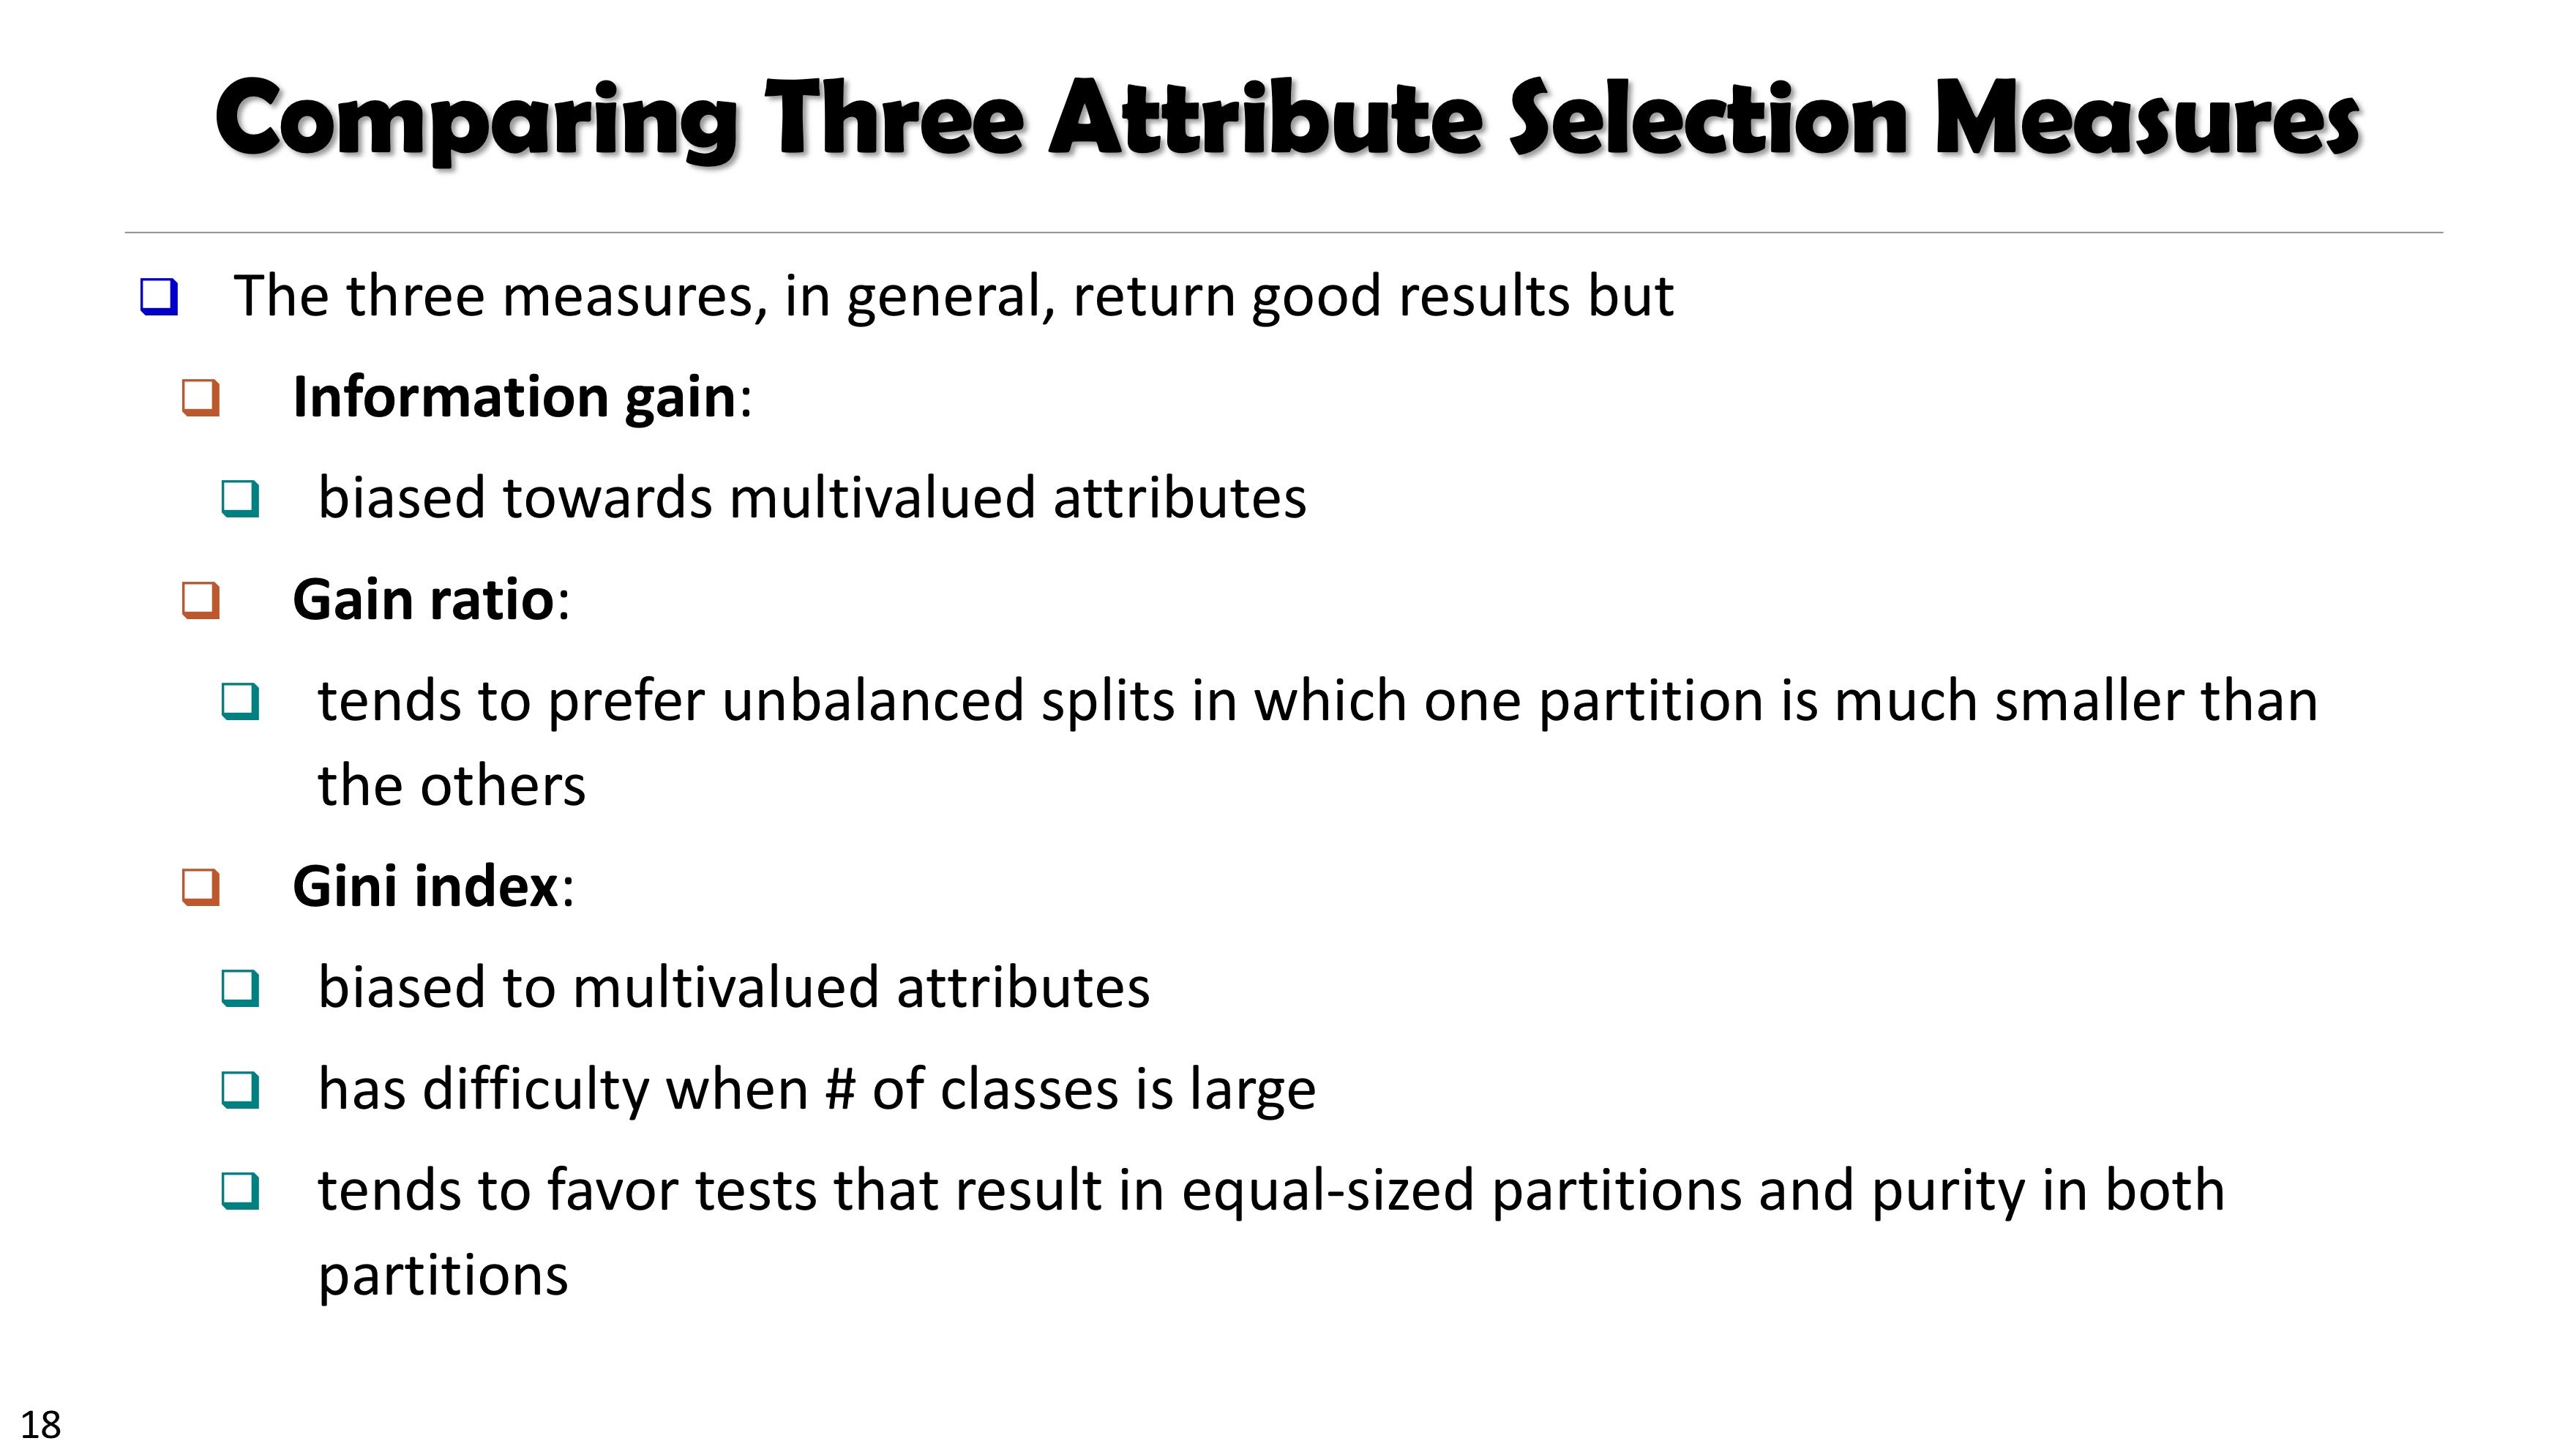 Comparing Three Attribute Selection Measures
The three measures, in general, return good results but
Information gain:
biased towards multivalued attributes
Gain ratio:
tends to prefer unbalanced splits in which one partition is much smaller than
the others
Gini index:
biased to multivalued attributes
has difficulty when # of classes is large
tends to favor tests that result in equal-sized partitions and purity in both
partitions
18